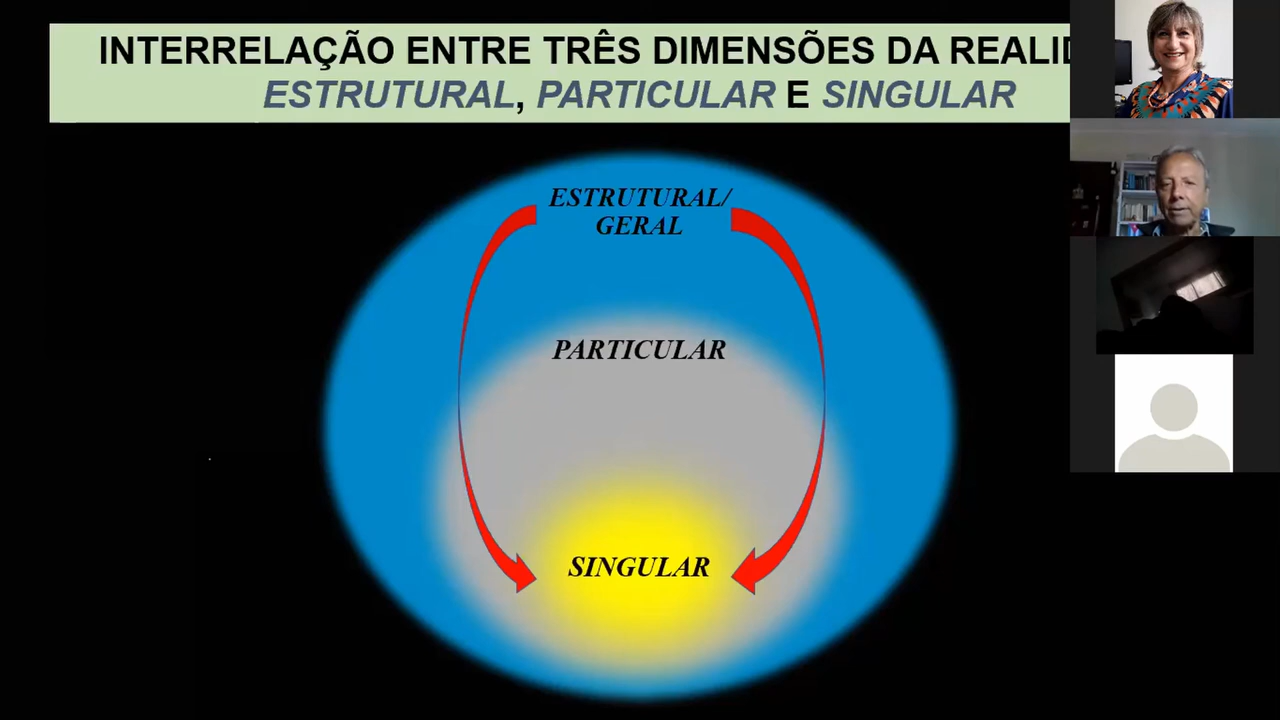 INTERRELAÇÃO ENTRE TRÊS DIMENSÕES DA REALID
ESTRUTURAL, PARTICULAR E SINGULAR
ESTRUTURAL/
GERAL
PARTICULAR
SINGULAR